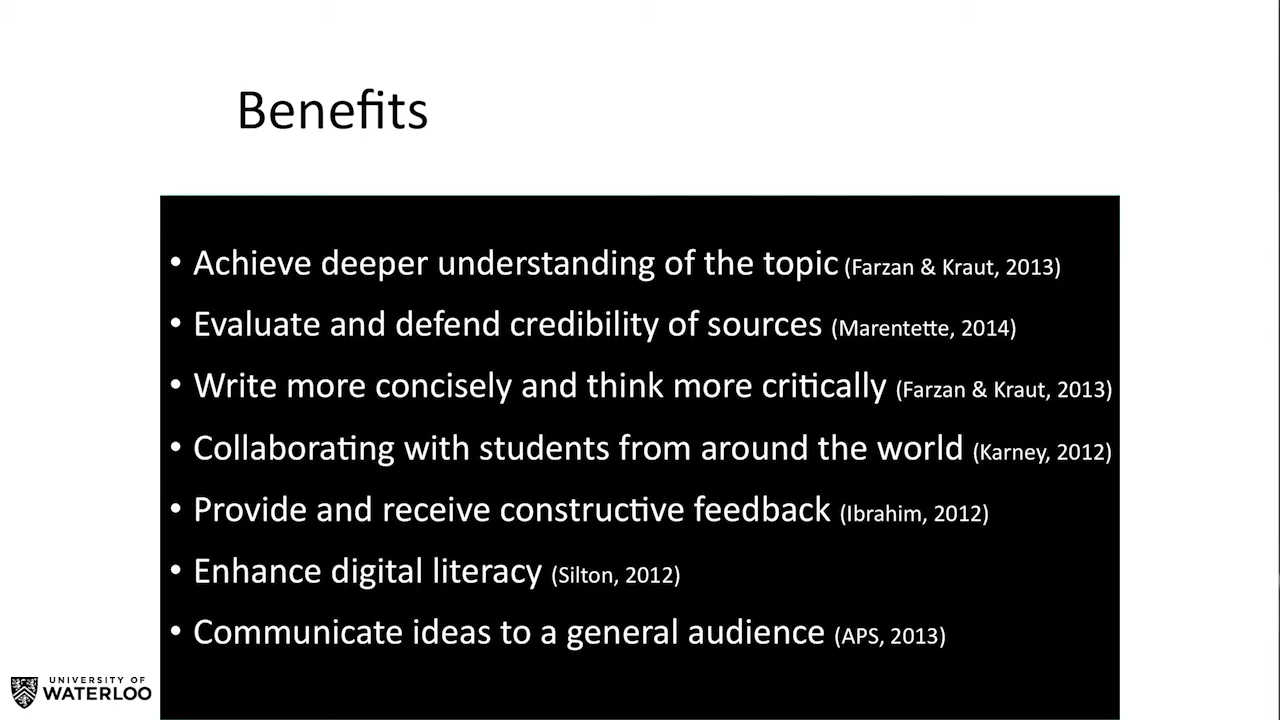 Benefits
• Achieve deeper understanding of the topic (Farzan & Kraut, 2013)
• Evaluate and defend credibility of sources (Marentette, 2014)
• Write more concisely and think more critically (Farzan & Kraut, 2013)
• Collaborating with students from around the world (Karney, 2012)
• Provide and receive constructive feedback (Ibrahim, 2012)
• Enhance digital literacy (Silton, 2012)
• Communicate ideas to a general audience (APS, 2013)
UNIVERSITY OF
WATERLOO